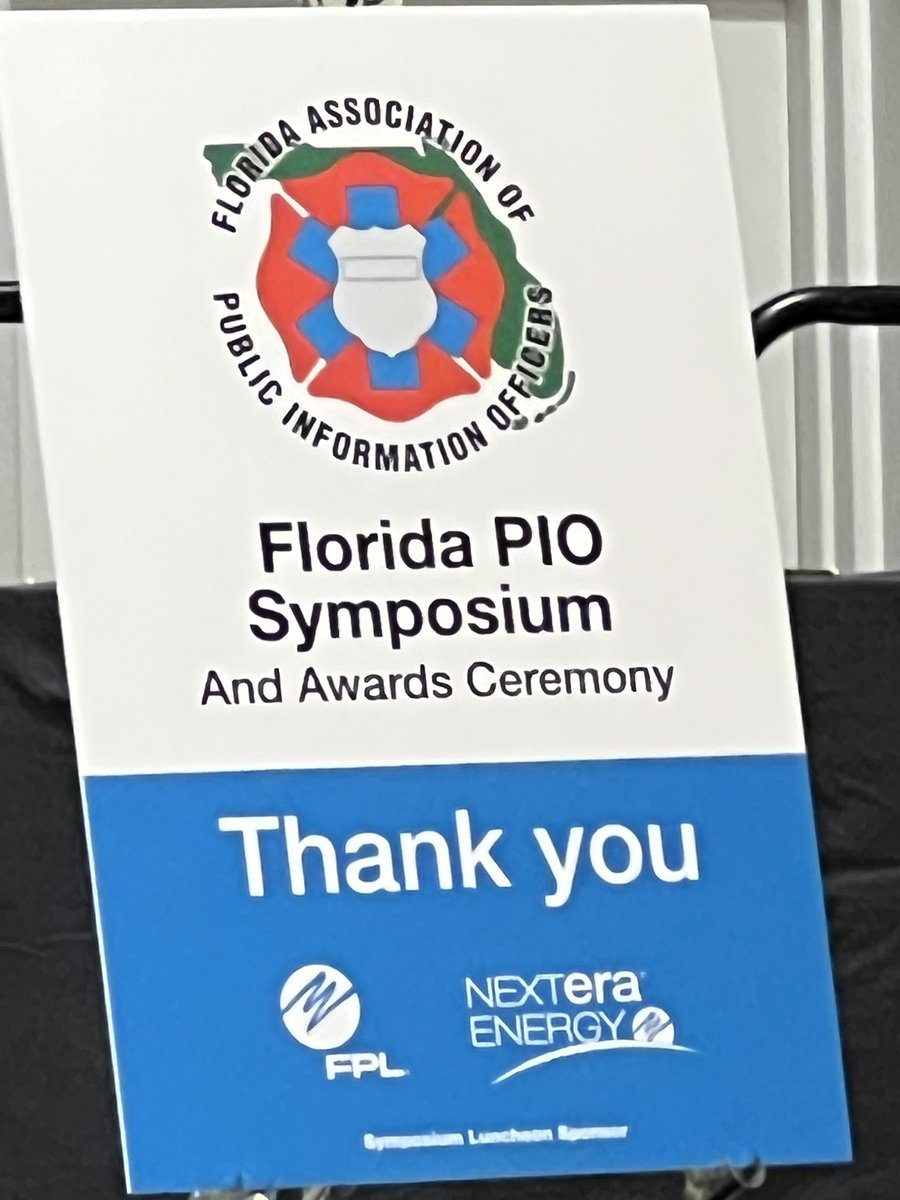 FLORIDA ASSOCIATION OF
PUBLIC INFORMATION OFFICERS
Florida PIO
Symposium
And Awards Ceremony
Thank you
FPL
NEXTera
ENERGY
Symposium Luncheon Sponsor